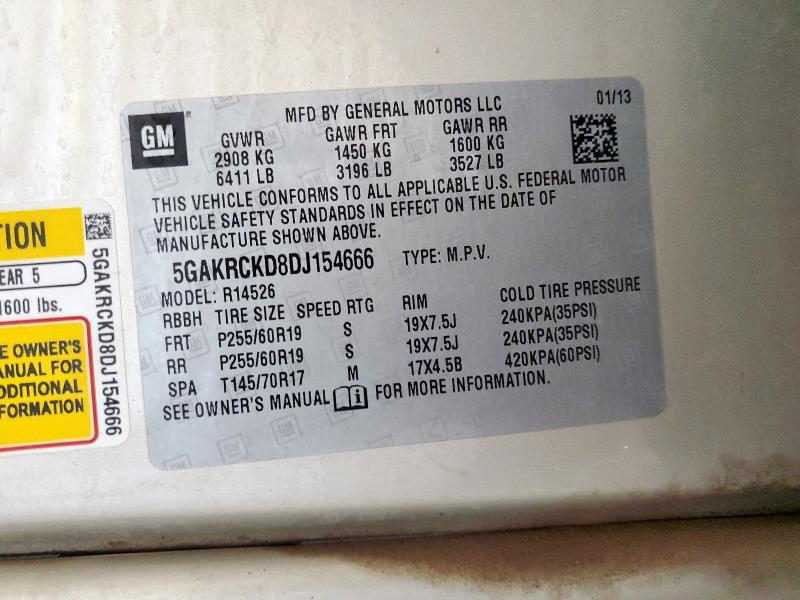 MFD BY GENERAL MOTORS LLC 01/13
GM
GVWR GAWR FRT GAWR RR
2908 KG 1450 KG 1600 KG
6411 LB 3196 LB 3527 LB
THIS VEHICLE CONFORMS TO ALL APPLICABLE U.S. FEDERAL MOTOR
VEHICLE SAFETY STANDARDS IN EFFECT ON THE DATE OF
MANUFACTURE SHOWN ABOVE.
5GAKRCKD8DJ154666 TYPE: M.P.V.
MODEL: R14526
RBBH TIRE SIZE SPEED RTG RIM COLD TIRE PRESSURE
FRT P255/60R19 S 19X7.5J 240KPA(35PSI)
RR P255/60R19 S 19X7.5J 240KPA(35PSI)
SPA T145/70R17 M 17X4.5B 420KPA(60PSI)
SEE OWNER'S MANUAL FOR MORE INFORMATION.
TION
EAR 5
1600 lbs.
E OWNER'S
ANUAL FOR
DDITIONAL
FORMATION
5GAKRCKD8DJ154666